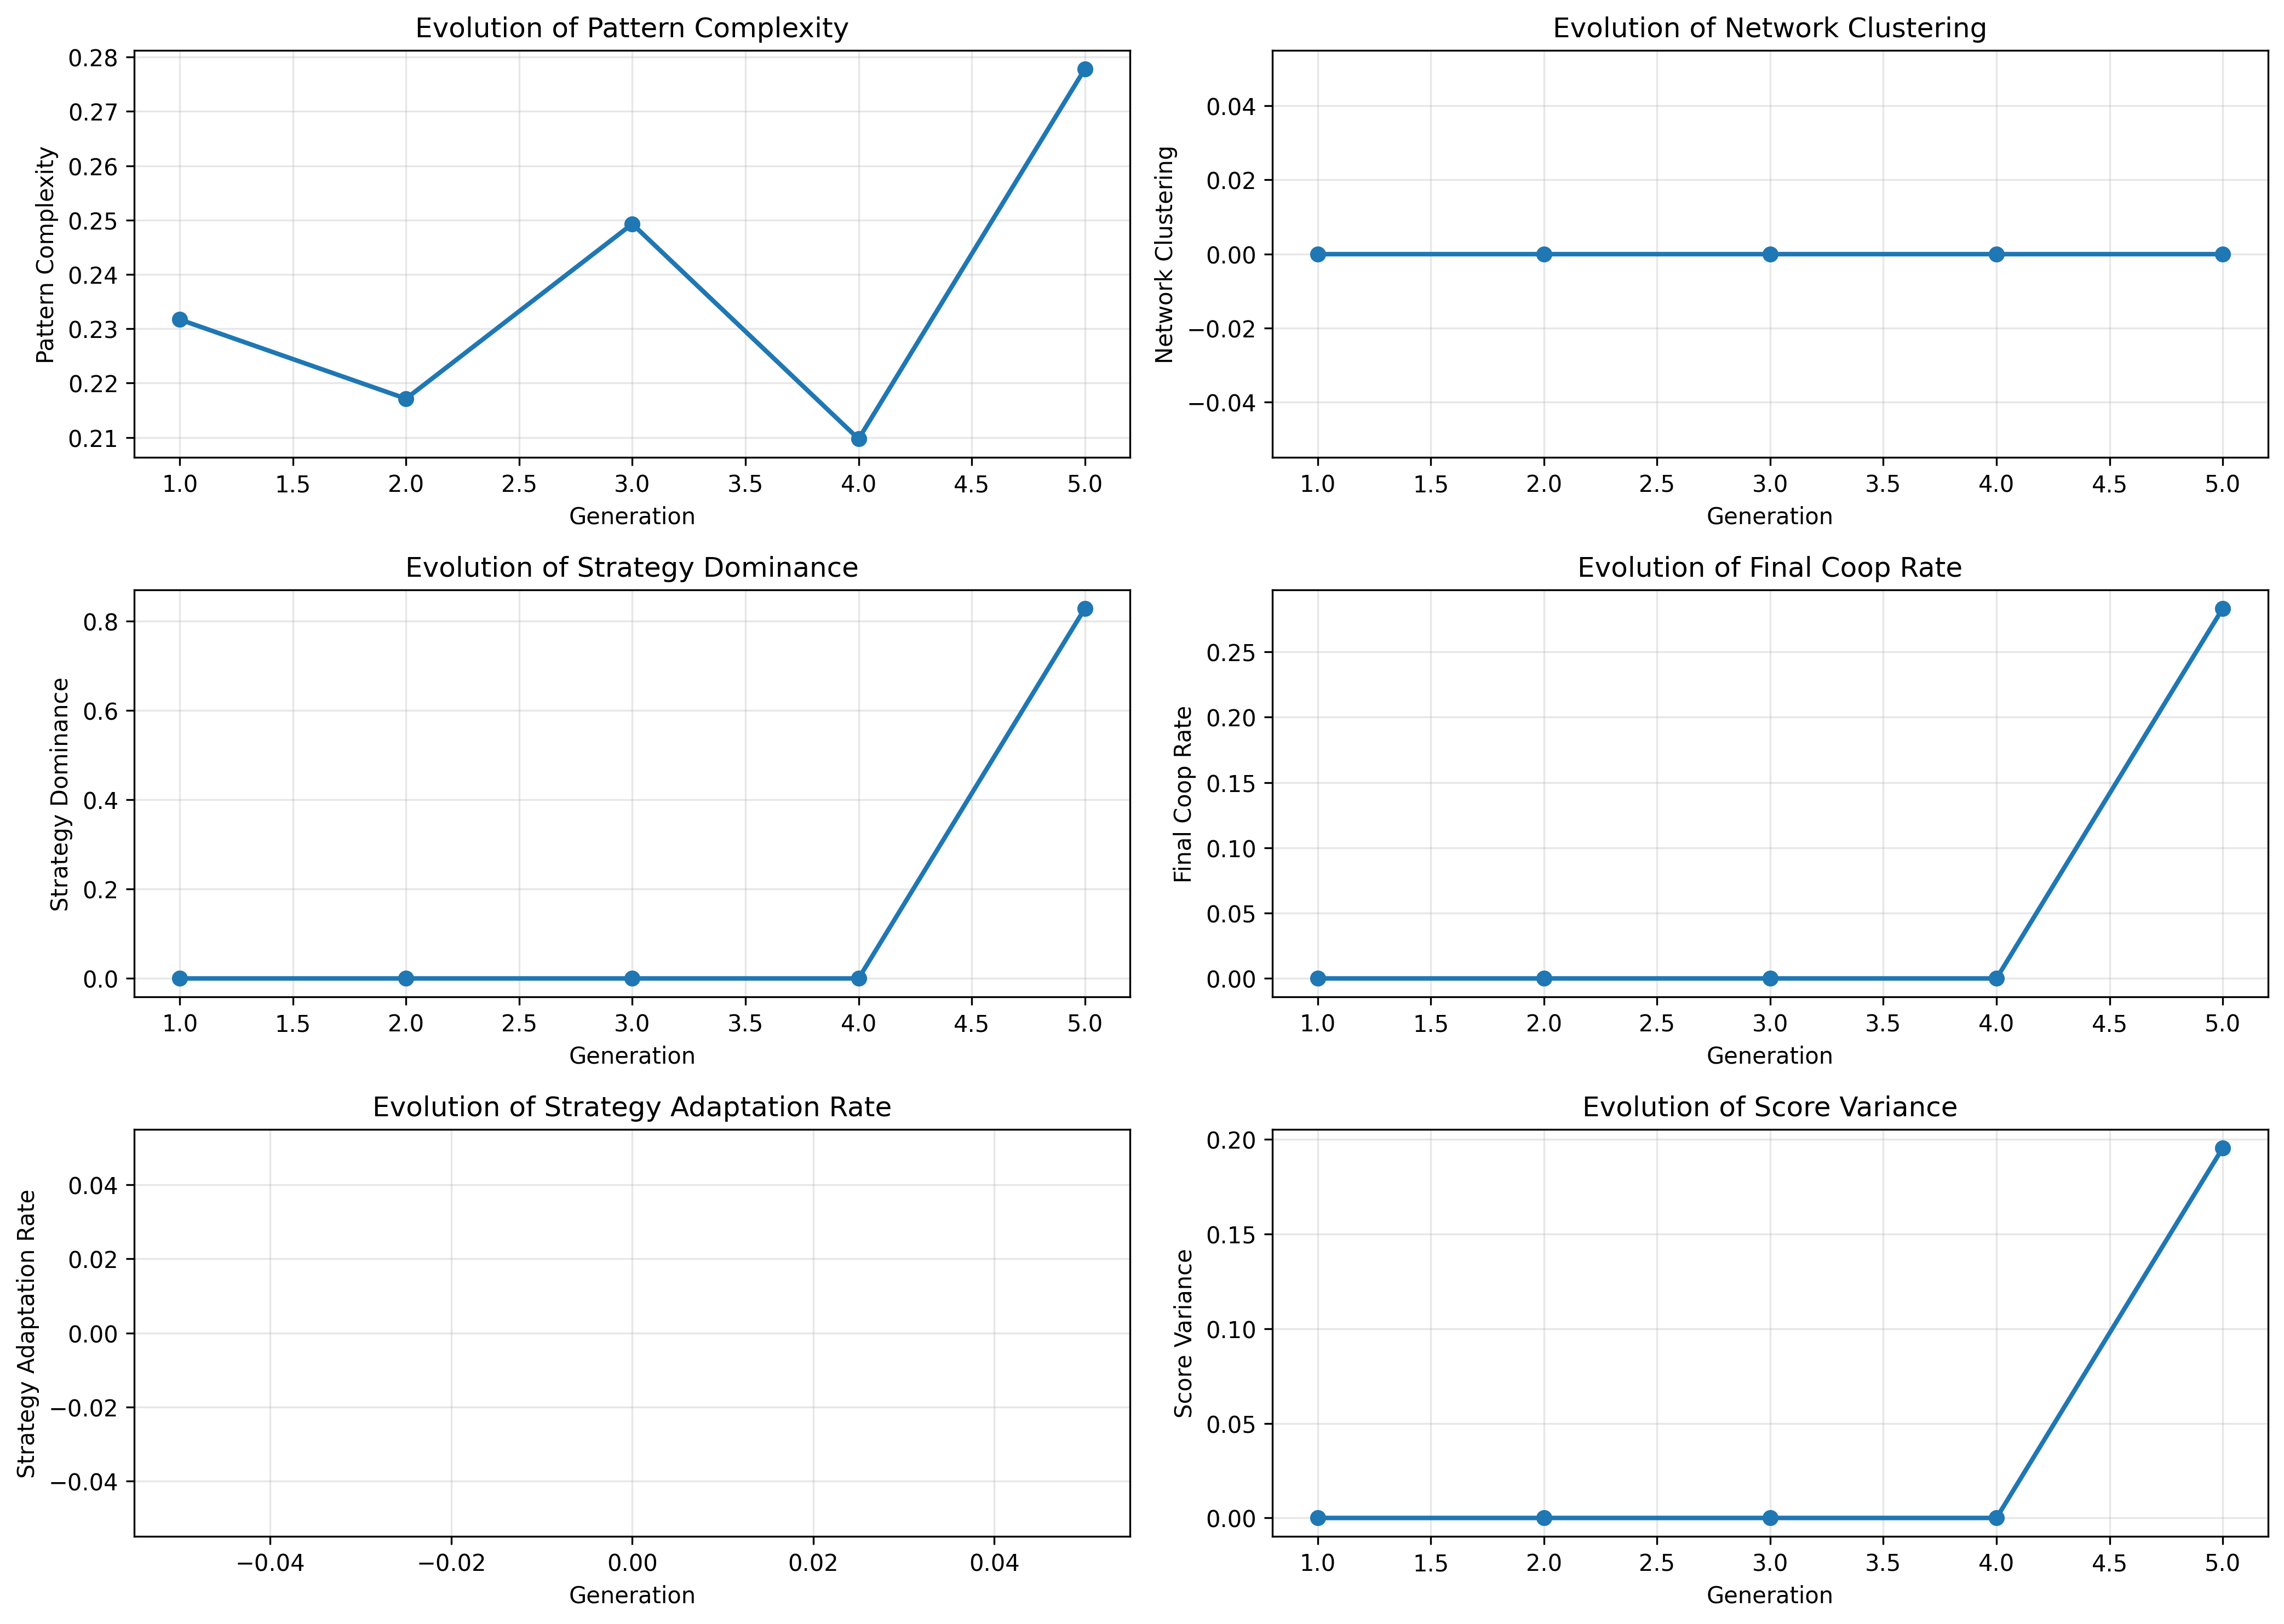 Evolution of Pattern Complexity
Pattern Complexity
0.28
0.27
0.26
0.25
0.24
0.23
0.22
0.21
1.0 1.5 2.0 2.5 3.0 3.5 4.0 4.5 5.0
Generation
Evolution of Network Clustering
Network Clustering
0.04
0.02
0.00
−0.02
−0.04
1.0 1.5 2.0 2.5 3.0 3.5 4.0 4.5 5.0
Generation
Evolution of Strategy Dominance
Strategy Dominance
0.8
0.6
0.4
0.2
0.0
1.0 1.5 2.0 2.5 3.0 3.5 4.0 4.5 5.0
Generation
Evolution of Final Coop Rate
Final Coop Rate
0.25
0.20
0.15
0.10
0.05
0.00
1.0 1.5 2.0 2.5 3.0 3.5 4.0 4.5 5.0
Generation
Evolution of Strategy Adaptation Rate
Strategy Adaptation Rate
0.04
0.02
0.00
−0.02
−0.04
−0.04 −0.02 0.00 0.02 0.04
Generation
Evolution of Score Variance
Score Variance
0.20
0.15
0.10
0.05
0.00
1.0 1.5 2.0 2.5 3.0 3.5 4.0 4.5 5.0
Generation